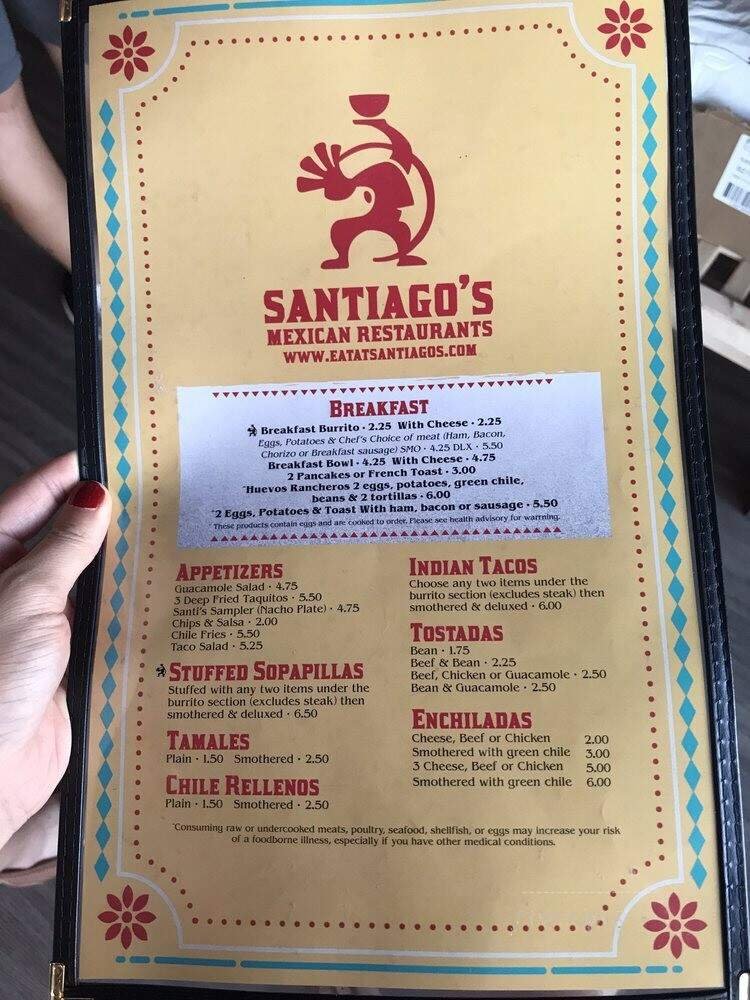 SANTIAGO'S
MEXICAN RESTAURANTS
WWW.EATATSANTIAGOS.COM
BREAKFAST
Breakfast Burrito · 2.25 With Cheese · 2.25
Eggs, Potatoes & Chef's Choice of meat (Ham, Bacon,
Chorizo or Breakfast sausage) SMO · 4.25 DLX · 5.50
Breakfast Bowl · 4.25 With Cheese · 4.75
2 Pancakes or French Toast · 3.00
*Huevos Rancheros 2 eggs, potatoes, green chile,
beans & 2 tortillas · 6.00
*2 Eggs, Potatoes & Toast With ham, bacon or sausage · 5.50
*These products contain eggs and are cooked to order. Please see health advisory for warning.
APPETIZERS
Guacamole Salad · 4.75
3 Deep Fried Taquitos · 5.50
Santi's Sampler (Nacho Plate) · 4.75
Chips & Salsa · 2.00
Chile Fries · 5.50
Taco Salad · 5.25
STUFFED SOPAPILLAS
Stuffed with any two items under the
burrito section (excludes steak) then
smothered & deluxed · 6.50
TAMALES
Plain · 1.50 Smothered · 2.50
CHILE RELLENOS
Plain · 1.50 Smothered · 2.50
INDIAN TACOS
Choose any two items under the
burrito section (excludes steak) then
smothered & deluxed · 6.00
TOSTADAS
Bean · 1.75
Beef & Bean · 2.25
Beef, Chicken or Guacamole · 2.50
Bean & Guacamole · 2.50
ENCHILADAS
Cheese, Beef or Chicken 2.00
Smothered with green chile 3.00
3 Cheese, Beef or Chicken 5.00
Smothered with green chile 6.00
*Consuming raw or undercooked meats, poultry, seafood, shellfish, or eggs may increase your risk
of a foodborne illness, especially if you have other medical conditions.